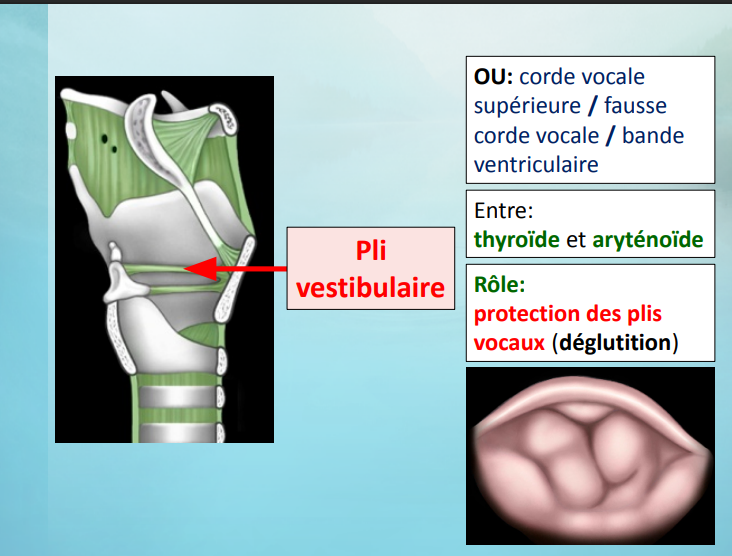 OU: corde vocale
supérieure / fausse
corde vocale / bande
ventriculaire
Entre:
thyroïde et aryténoïde
Pli
vestibulaire
Rôle:
protection des plis
vocaux (déglutition)